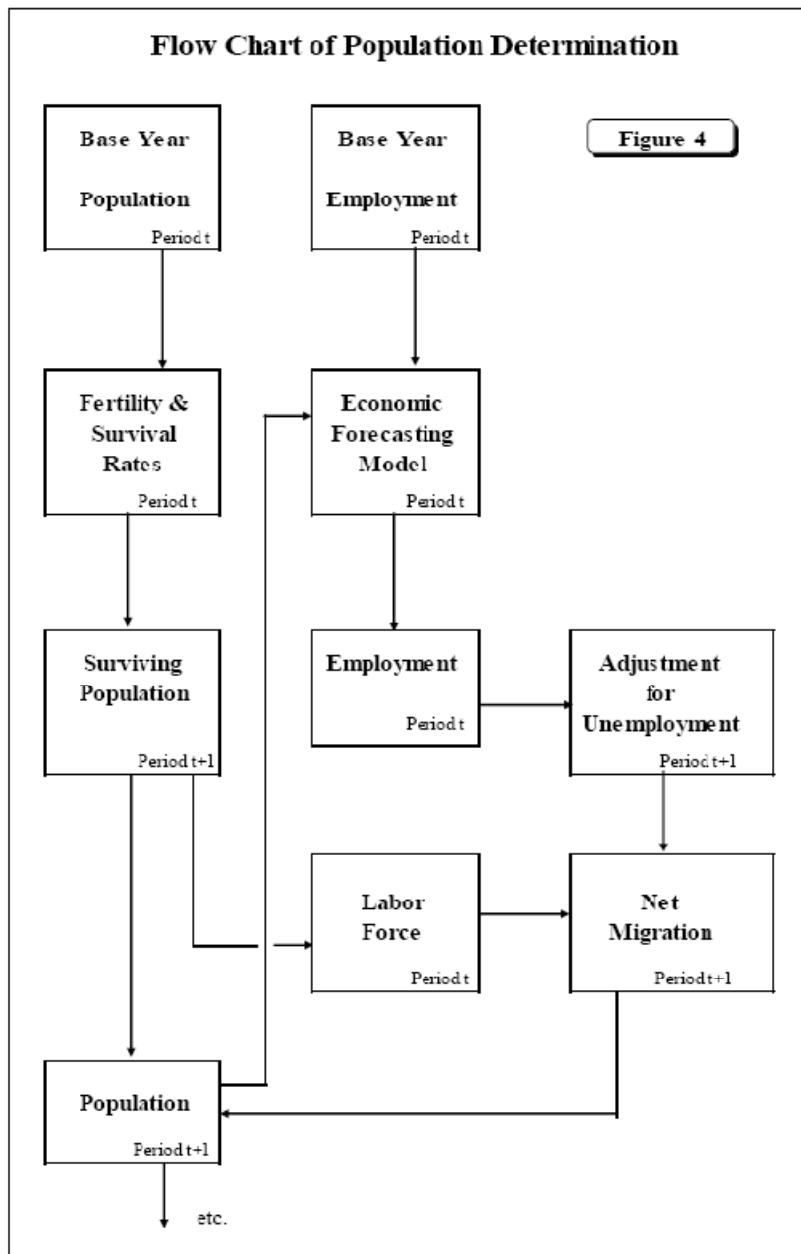 Flow Chart of Population Determination
Base Year
Population
Period t
Base Year
Employment
Period t
Figure 4
Fertility &
Survival
Rates
Period t
Economic
Forecasting
Model
Period t
Surviving
Population
Period t+1
Employment
Period t
Adjustment
for
Unemployment
Period t+1
Labor
Force
Period t
Net
Migration
Period t+1
Population
Period t+1
etc.